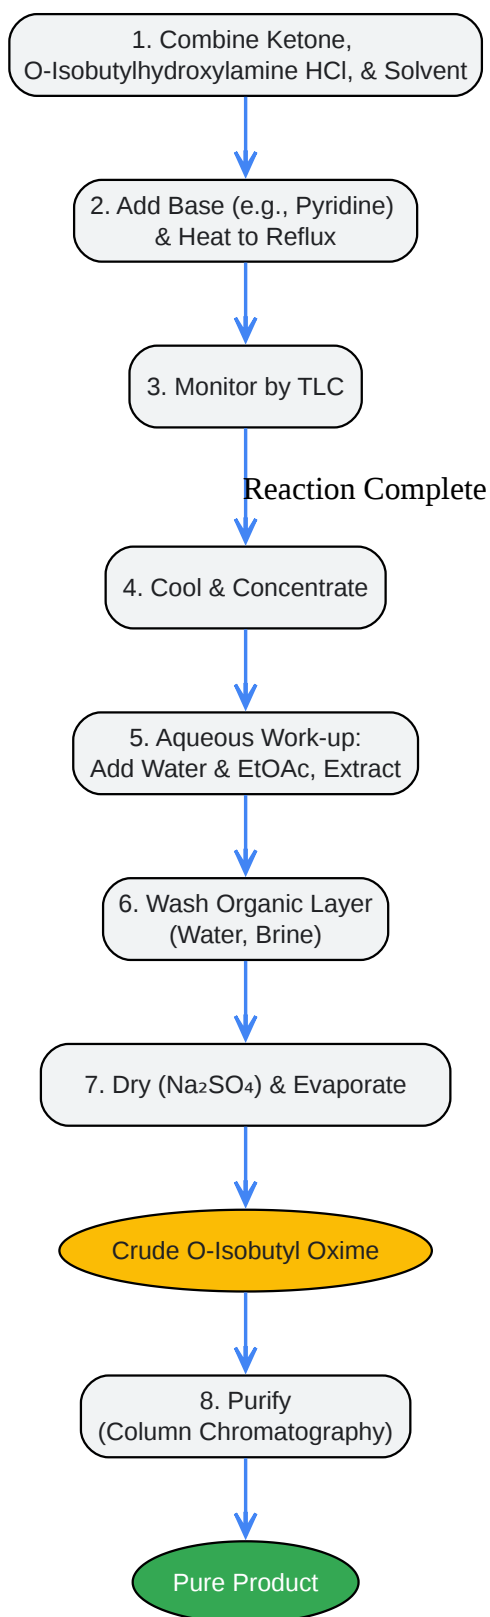 1. Combine Ketone,
O-Isobutylhydroxylamine HCl, & Solvent
2. Add Base (e.g., Pyridine)
& Heat to Reflux
3. Monitor by TLC
Reaction Complete
4. Cool & Concentrate
5. Aqueous Work-up:
Add Water & EtOAc, Extract
6. Wash Organic Layer
(Water, Brine)
7. Dry (Na₂SO₄) & Evaporate
Crude O-Isobutyl Oxime
8. Purify
(Column Chromatography)
Pure Product